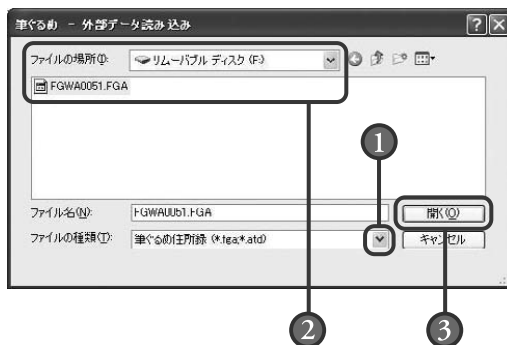 筆ぐるめ - 外部データ読み込み
ファイルの場所(I): リムーバブル ディスク (F:)
FGWA0051.FGA
1
ファイル名(N): FGWA0051.FGA 開く(O)
ファイルの種類(T): 筆ぐるめ住所録 (*.fga;*.atd) キャンセル
2 3